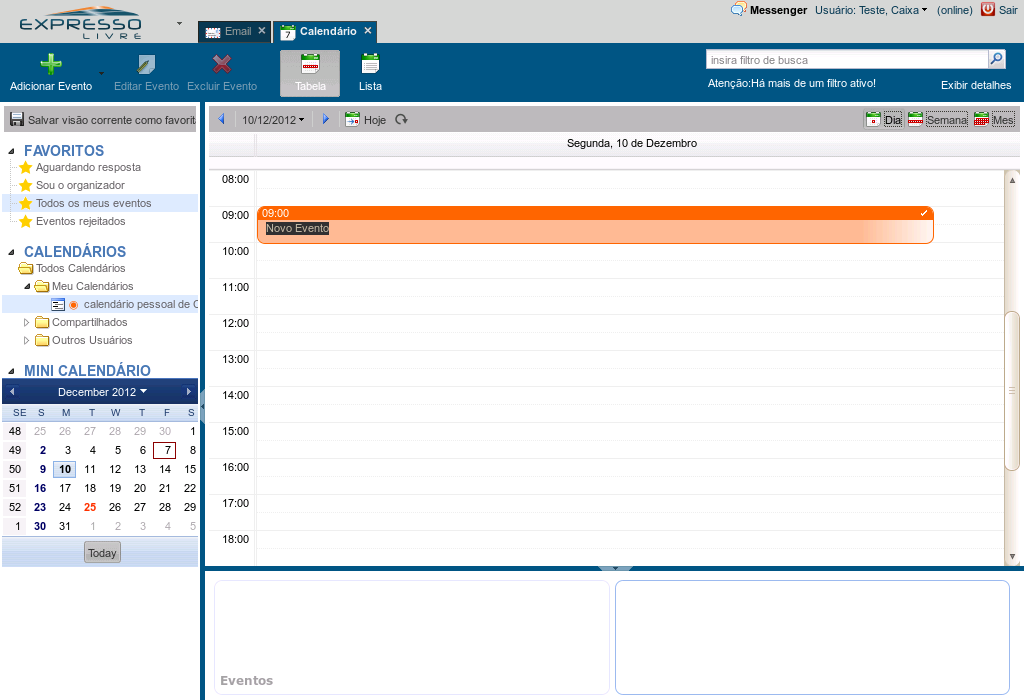 EXPRESSO
LIVRE
Email
Calendário
Messenger
Usuário: Teste, Caixa
(online)
Sair
Adicionar Evento
Editar Evento
Excluir Evento
Tabela
Lista
insira filtro de busca
Atenção:Há mais de um filtro ativo!
Exibir detalhes
Salvar visão corrente como favorit
FAVORITOS
Aguardando resposta
Sou o organizador
Todos os meus eventos
Eventos rejeitados
CALENDÁRIOS
Todos Calendários
Meu Calendários
calendário pessoal de C
Compartilhados
Outros Usuários
MINI CALENDÁRIO
December 2012
SE S M T W T F S
48 25 26 27 28 29 30 1
49 2 3 4 5 6 7 8
50 9 10 11 12 13 14 15
51 16 17 18 19 20 21 22
52 23 24 25 26 27 28 29
1 30 31 1 2 3 4 5
Today
10/12/2012
Hoje
Dia
Semana
Mes
Segunda, 10 de Dezembro
08:00
09:00
09:00
Novo Evento
10:00
11:00
12:00
13:00
14:00
15:00
16:00
17:00
18:00
Eventos